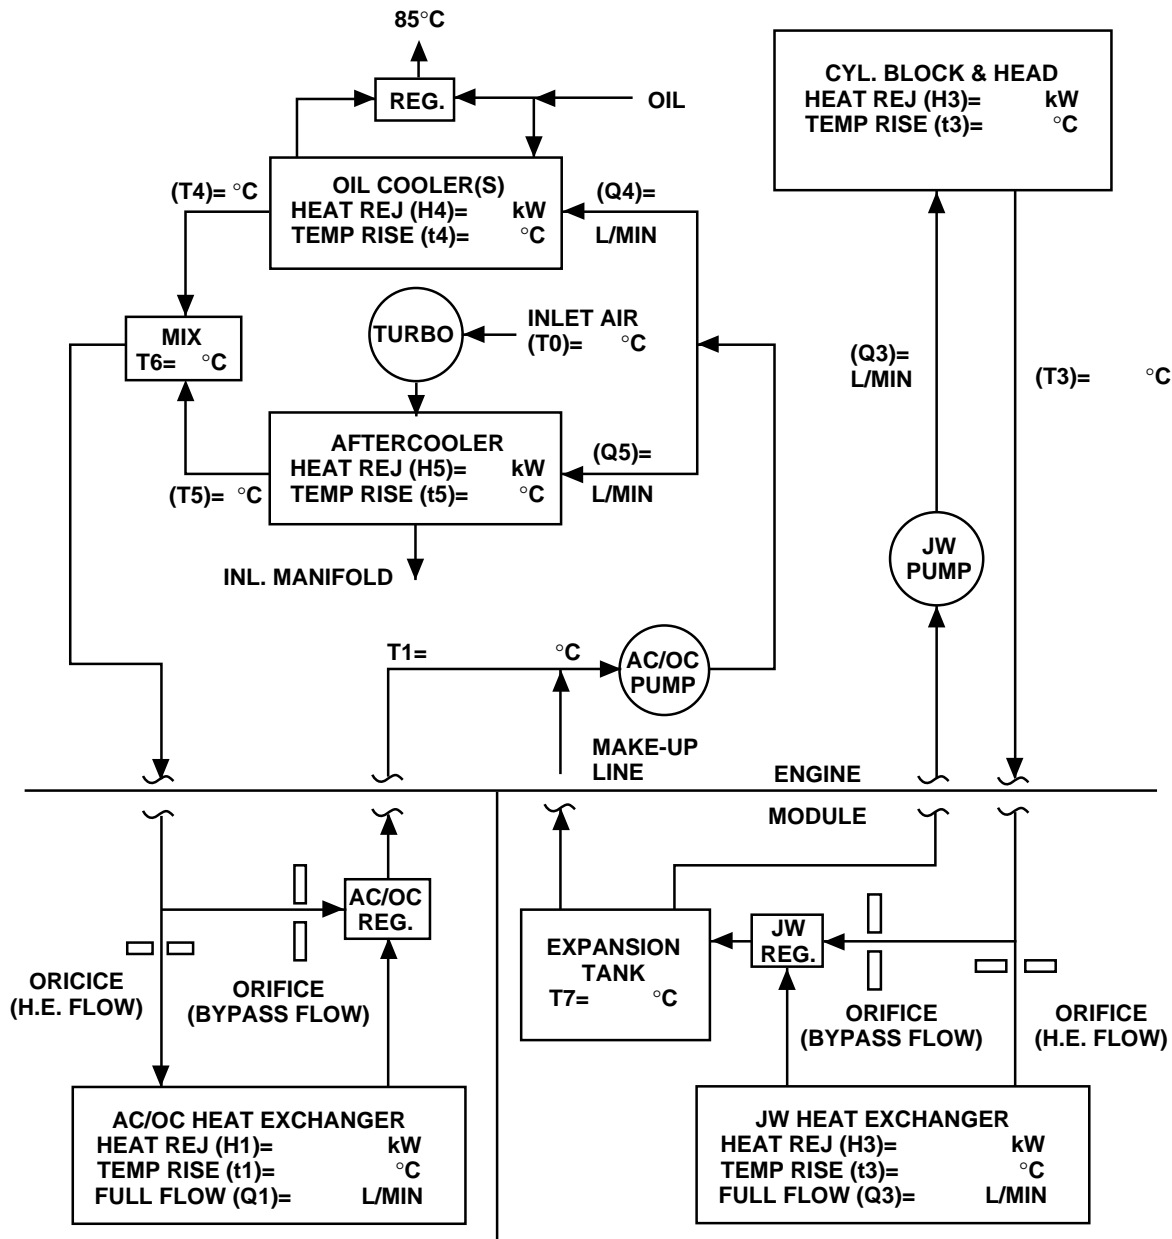 85°C
REG.
OIL
CYL. BLOCK & HEAD
HEAT REJ (H3)= kW
TEMP RISE (t3)= °C
(T4)= °C
OIL COOLER(S)
HEAT REJ (H4)= kW
TEMP RISE (t4)= °C
(Q4)=
L/MIN
MIX
T6= °C
TURBO
INLET AIR
(T0)= °C
(Q3)=
L/MIN
(T3)= °C
AFTERCOOLER
HEAT REJ (H5)= kW
TEMP RISE (t5)= °C
(Q5)=
L/MIN
(T5)= °C
INL. MANIFOLD
JW
PUMP
T1= °C
AC/OC
PUMP
MAKE-UP
LINE
ENGINE
MODULE
AC/OC
REG.
ORICICE
(H.E. FLOW)
ORIFICE
(BYPASS FLOW)
EXPANSION
TANK
T7= °C
JW
REG.
ORIFICE
(BYPASS FLOW)
ORIFICE
(H.E. FLOW)
AC/OC HEAT EXCHANGER
HEAT REJ (H1)= kW
TEMP RISE (t1)= °C
FULL FLOW (Q1)= L/MIN
JW HEAT EXCHANGER
HEAT REJ (H3)= kW
TEMP RISE (t3)= °C
FULL FLOW (Q3)= L/MIN